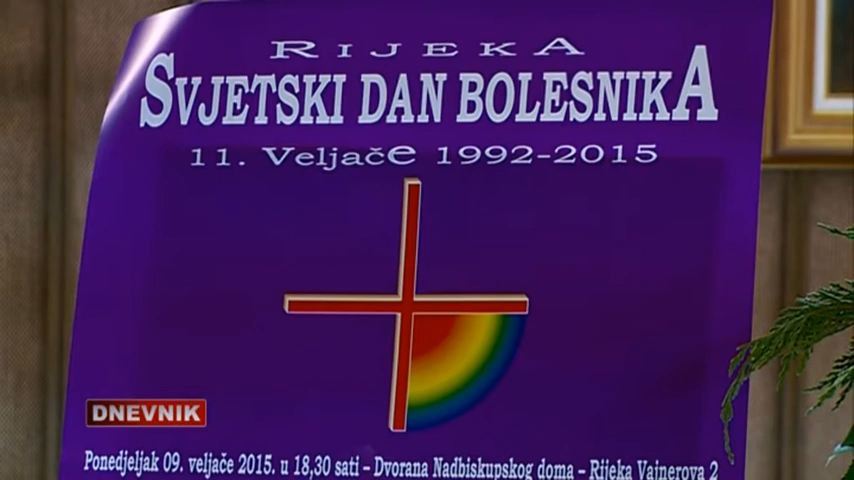 RIJEKA
SVJETSKI DAN BOLESNIKA
11. Veljače 1992-2015
DNEVNIK
Ponedjeljak 09. veljače 2015. u 18,30 sati – Dvorana Nadbiskupskog doma – Rijeka Vajnerova 2